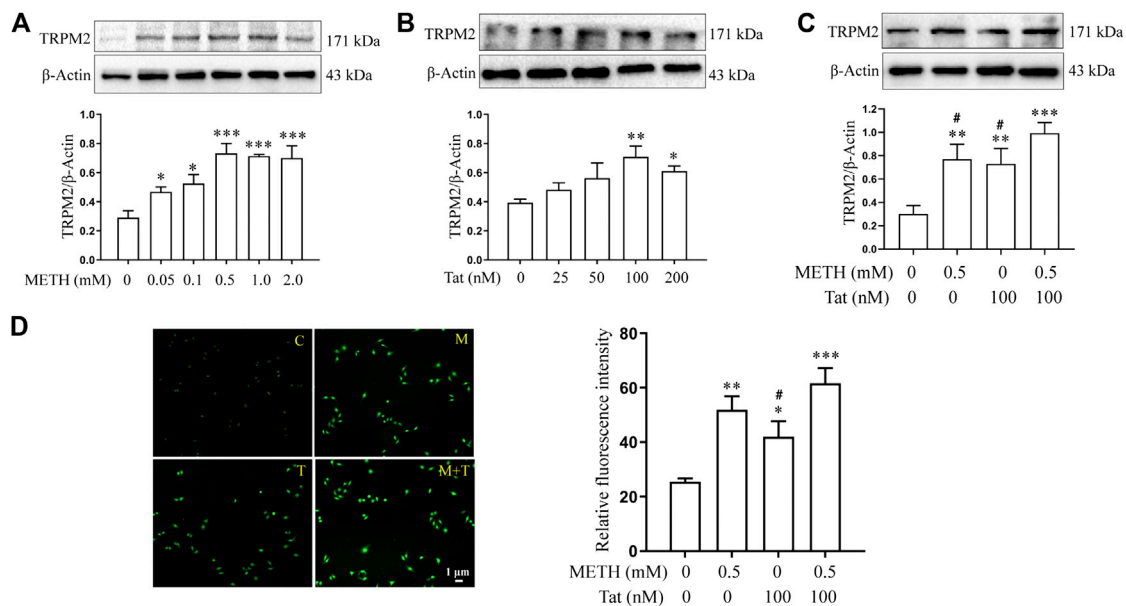 A
TRPM2
171 kDa
β-Actin
43 kDa
TRPM2/β-Actin
1.0
0.8
0.6
0.4
0.2
0.0
*
*
***
***
***
METH (mM) 0 0.05 0.1 0.5 1.0 2.0
B
TRPM2
171 kDa
β-Actin
43 kDa
TRPM2/β-Actin
1.0
0.8
0.6
0.4
0.2
0.0
**
*
Tat (nM) 0 25 50 100 200
C
TRPM2
171 kDa
β-Actin
43 kDa
TRPM2/β-Actin
1.2
1.0
0.8
0.6
0.4
0.2
0.0
#
**
#
**
***
METH (mM) 0 0.5 0 0.5
Tat (nM) 0 0 100 100
D
C
M
T
M+T
1 μm
Relative fluorescence intensity
80
60
40
20
0
**
#
*
***
METH (mM) 0 0.5 0 0.5
Tat (nM) 0 0 100 100